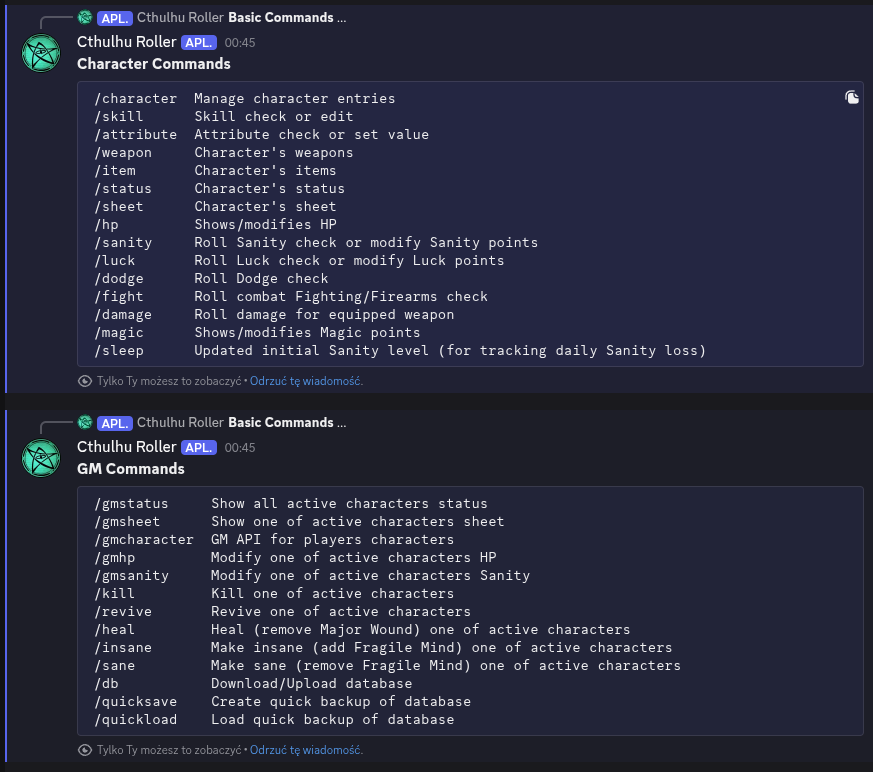 APL. Cthulhu Roller Basic Commands ...
Cthulhu Roller APL. 00:45
Character Commands
/character  Manage character entries
/skill      Skill check or edit
/attribute  Attribute check or set value
/weapon     Character's weapons
/item       Character's items
/status     Character's status
/sheet      Character's sheet
/hp         Shows/modifies HP
/sanity     Roll Sanity check or modify Sanity points
/luck       Roll Luck check or modify Luck points
/dodge      Roll Dodge check
/fight      Roll combat Fighting/Firearms check
/damage     Roll damage for equipped weapon
/magic      Shows/modifies Magic points
/sleep      Updated initial Sanity level (for tracking daily Sanity loss)
Tylko Ty możesz to zobaczyć • Odrzuć tę wiadomość.
APL. Cthulhu Roller Basic Commands ...
Cthulhu Roller APL. 00:45
GM Commands
/gmstatus     Show all active characters status
/gmsheet      Show one of active characters sheet
/gmcharacter  GM API for players characters
/gmhp         Modify one of active characters HP
/gmsanity     Modify one of active characters Sanity
/kill         Kill one of active characters
/revive       Revive one of active characters
/heal         Heal (remove Major Wound) one of active characters
/insane       Make insane (add Fragile Mind) one of active characters
/sane         Make sane (remove Fragile Mind) one of active characters
/db           Download/Upload database
/quicksave    Create quick backup of database
/quickload    Load quick backup of database
Tylko Ty możesz to zobaczyć • Odrzuć tę wiadomość.